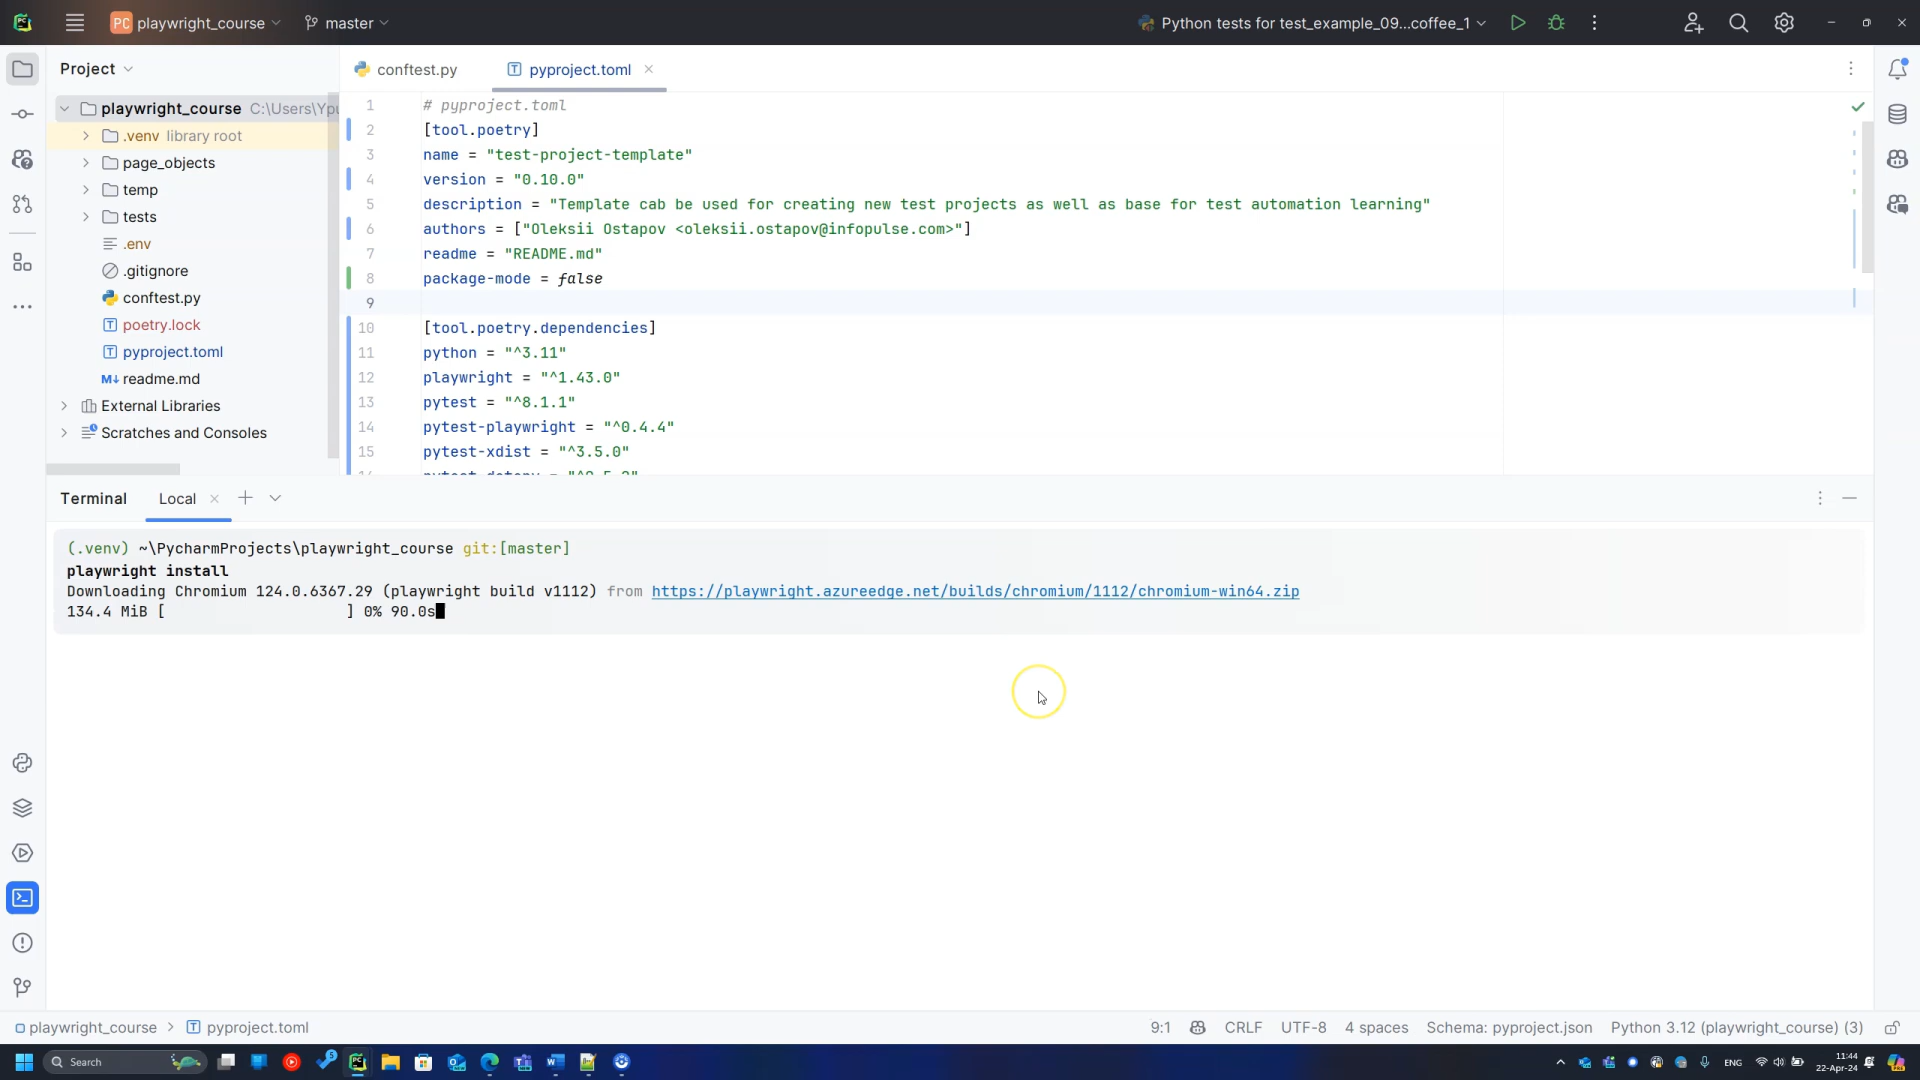 PC playwright_course master Python tests for test_example_09...coffee_1
Project
conftest.py pyproject.toml
playwright_course C:\Users\Ypu
.venv library root
page_objects
temp
tests
.env
.gitignore
conftest.py
poetry.lock
pyproject.toml
M↓ readme.md
External Libraries
Scratches and Consoles
1 # pyproject.toml
2 [tool.poetry]
3 name = "test-project-template"
4 version = "0.10.0"
5 description = "Template cab be used for creating new test projects as well as base for test automation learning"
6 authors = ["Oleksii Ostapov <oleksii.ostapov@infopulse.com>"]
7 readme = "README.md"
8 package-mode = false
9
10 [tool.poetry.dependencies]
11 python = "^3.11"
12 playwright = "^1.43.0"
13 pytest = "^8.1.1"
14 pytest-playwright = "^0.4.4"
15 pytest-xdist = "^3.5.0"
Terminal Local
(.venv) ~\PycharmProjects\playwright_course git:[master]
playwright install
Downloading Chromium 124.0.6367.29 (playwright build v1112) from https://playwright.azureedge.net/builds/chromium/1112/chromium-win64.zip
134.4 MiB [ ] 0% 90.0s
playwright_course > pyproject.toml 9:1 CRLF UTF-8 4 spaces Schema: pyproject.json Python 3.12 (playwright_course) (3)
Search ENG 11:44
22-Apr-24